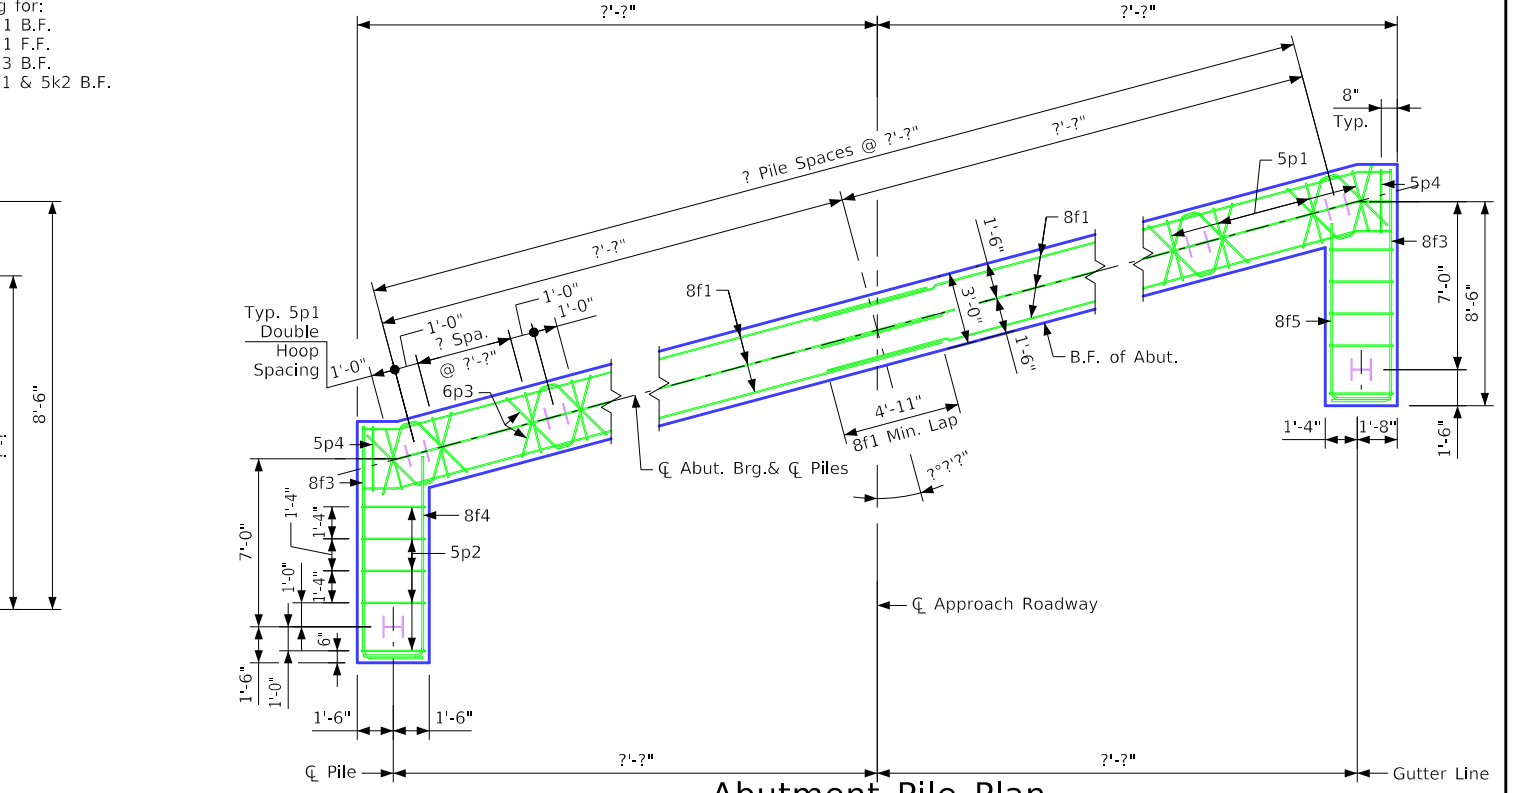 g for:
1 B.F.
1 F.F.
3 B.F.
1 & 5k2 B.F.
8'-6"
?'-?"
?'-?"
8"
Typ.
? Pile Spaces @ ?'-?"
?'-?"
?'-?"
5p1
5p4
8f3
7'-0"
8'-6"
8f5
1'-4"
1'-8"
1'-6"
1'-6"
8f1
3'-0"
1'-6"
B.F. of Abut.
8f1
4'-11"
8f1 Min. Lap
?°?'?"
Typ. 5p1
Double
Hoop
Spacing
1'-0"
1'-0"
? Spa.
@ ?'-?"
1'-0"
1'-0"
6p3
5p4
8f3
℄ Abut. Brg.& ℄ Piles
8f4
5p2
1'-4"
1'-4"
1'-4"
7'-0"
1'-0"
6"
1'-6"
1'-0"
1'-6"
1'-6"
℄ Approach Roadway
℄ Pile
?'-?"
?'-?"
Gutter Line
Abutment Pile Plan